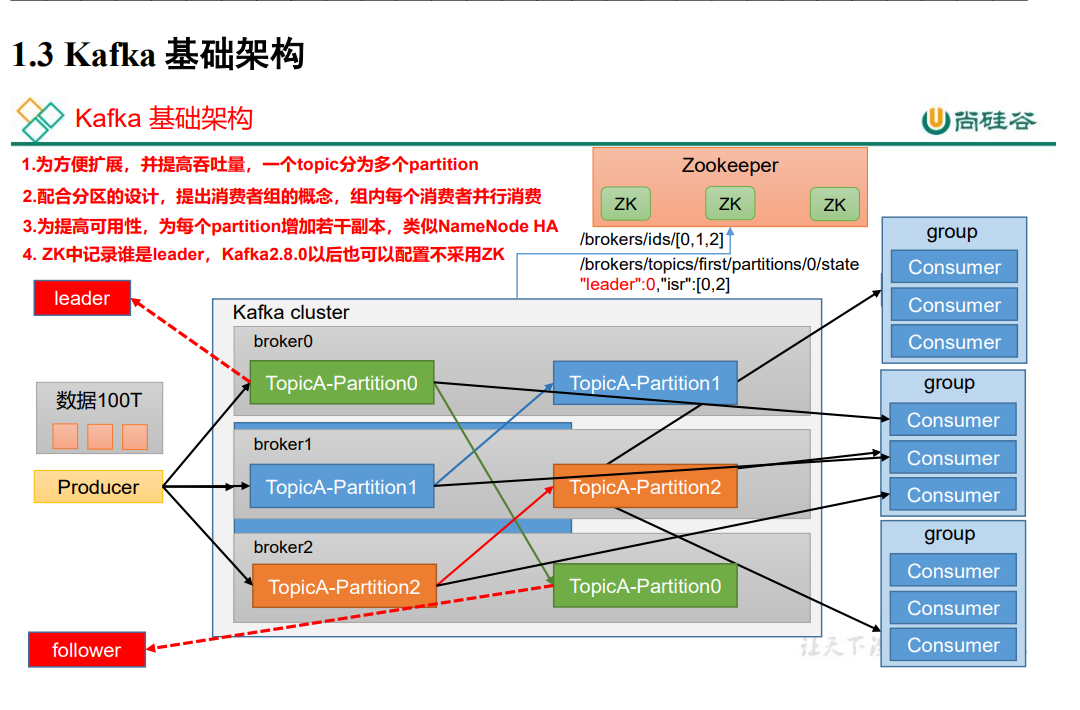 1.3 Kafka 基础架构
Kafka 基础架构
尚硅谷
1.为方便扩展，并提高吞吐量，一个topic分为多个partition
2.配合分区的设计，提出消费者组的概念，组内每个消费者并行消费
3.为提高可用性，为每个partition增加若干副本，类似NameNode HA
4. ZK中记录谁是leader，Kafka2.8.0以后也可以配置不采用ZK
Zookeeper
ZK
ZK
ZK
/brokers/ids/[0,1,2]
/brokers/topics/first/partitions/0/state
"leader":0,"isr":[0,2]
leader
数据100T
Producer
follower
Kafka cluster
broker0
TopicA-Partition0
TopicA-Partition1
broker1
TopicA-Partition1
TopicA-Partition2
broker2
TopicA-Partition2
TopicA-Partition0
group
Consumer
Consumer
Consumer
group
Consumer
Consumer
Consumer
group
Consumer
Consumer
Consumer
让天下